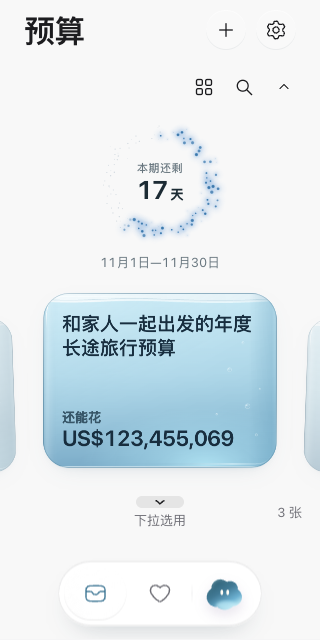 预算
本期还剩
17 天
11月1日—11月30日
和家人一起出发的年度
长途旅行预算
还能花
US$123,455,069
下拉选用
3 张